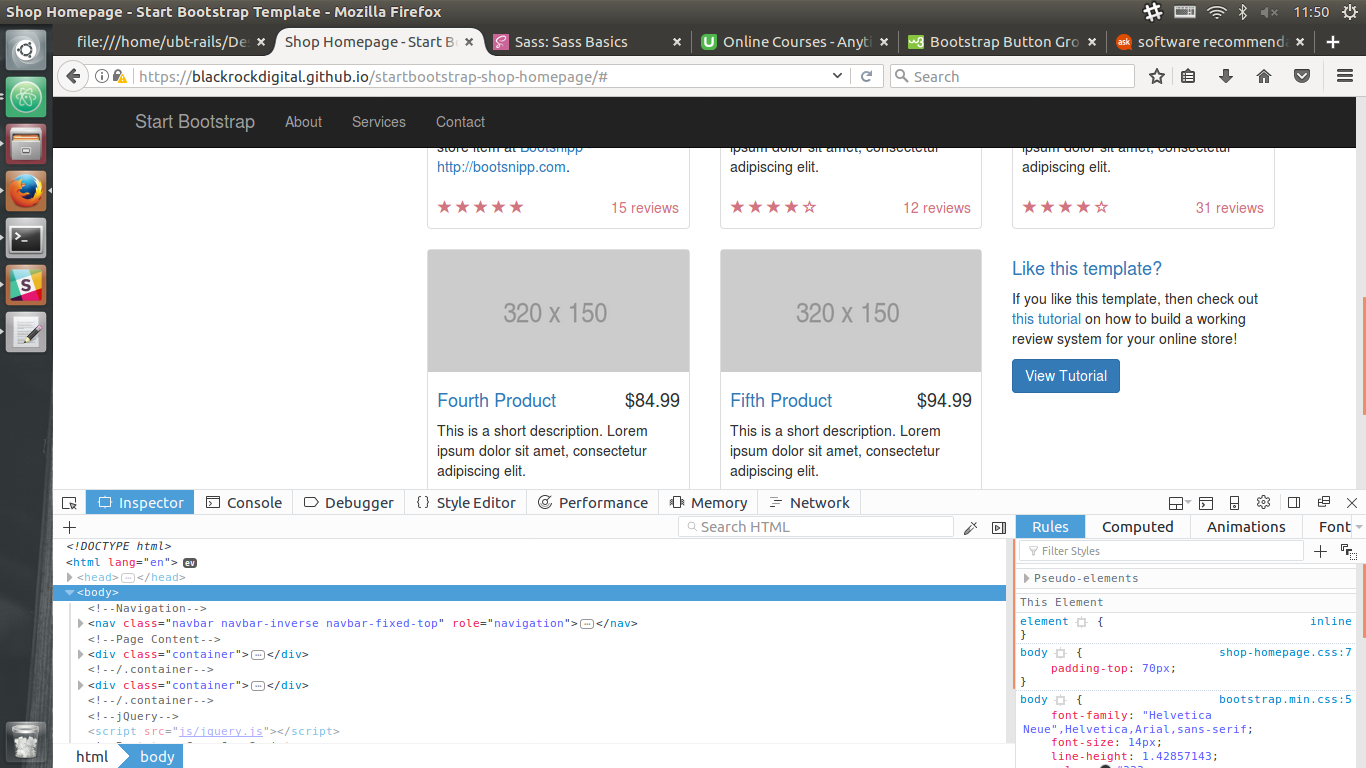 Shop Homepage - Start Bootstrap Template - Mozilla Firefox
11:50
file:///home/ubt-rails/De
Shop Homepage - Start B
Sass: Sass Basics
Online Courses - Anyti
Bootstrap Button Gro
software recommenda
https://blackrockdigital.github.io/startbootstrap-shop-homepage/#
Search
Start Bootstrap
About
Services
Contact
store item at Bootsnipp -
http://bootsnipp.com.
15 reviews
ipsum dolor sit amet, consectetur
adipiscing elit.
12 reviews
ipsum dolor sit amet, consectetur
adipiscing elit.
31 reviews
320 x 150
Fourth Product
$84.99
This is a short description. Lorem
ipsum dolor sit amet, consectetur
adipiscing elit.
320 x 150
Fifth Product
$94.99
This is a short description. Lorem
ipsum dolor sit amet, consectetur
adipiscing elit.
Like this template?
If you like this template, then check out
this tutorial on how to build a working
review system for your online store!
View Tutorial
Inspector
Console
Debugger
Style Editor
Performance
Memory
Network
Search HTML
<!DOCTYPE html>
<html lang="en"> ev
<head></head>
<body>
<!--Navigation-->
<nav class="navbar navbar-inverse navbar-fixed-top" role="navigation"></nav>
<!--Page Content-->
<div class="container"></div>
<!--/.container-->
<div class="container"></div>
<!--/.container-->
<!--jQuery-->
<script src="js/jquery.js"></script>
html
body
Rules
Computed
Animations
Font
Filter Styles
Pseudo-elements
This Element
element {
inline
}
body {
shop-homepage.css:7
padding-top: 70px;
}
body {
bootstrap.min.css:5
font-family: "Helvetica
Neue",Helvetica,Arial,sans-serif;
font-size: 14px;
line-height: 1.42857143;